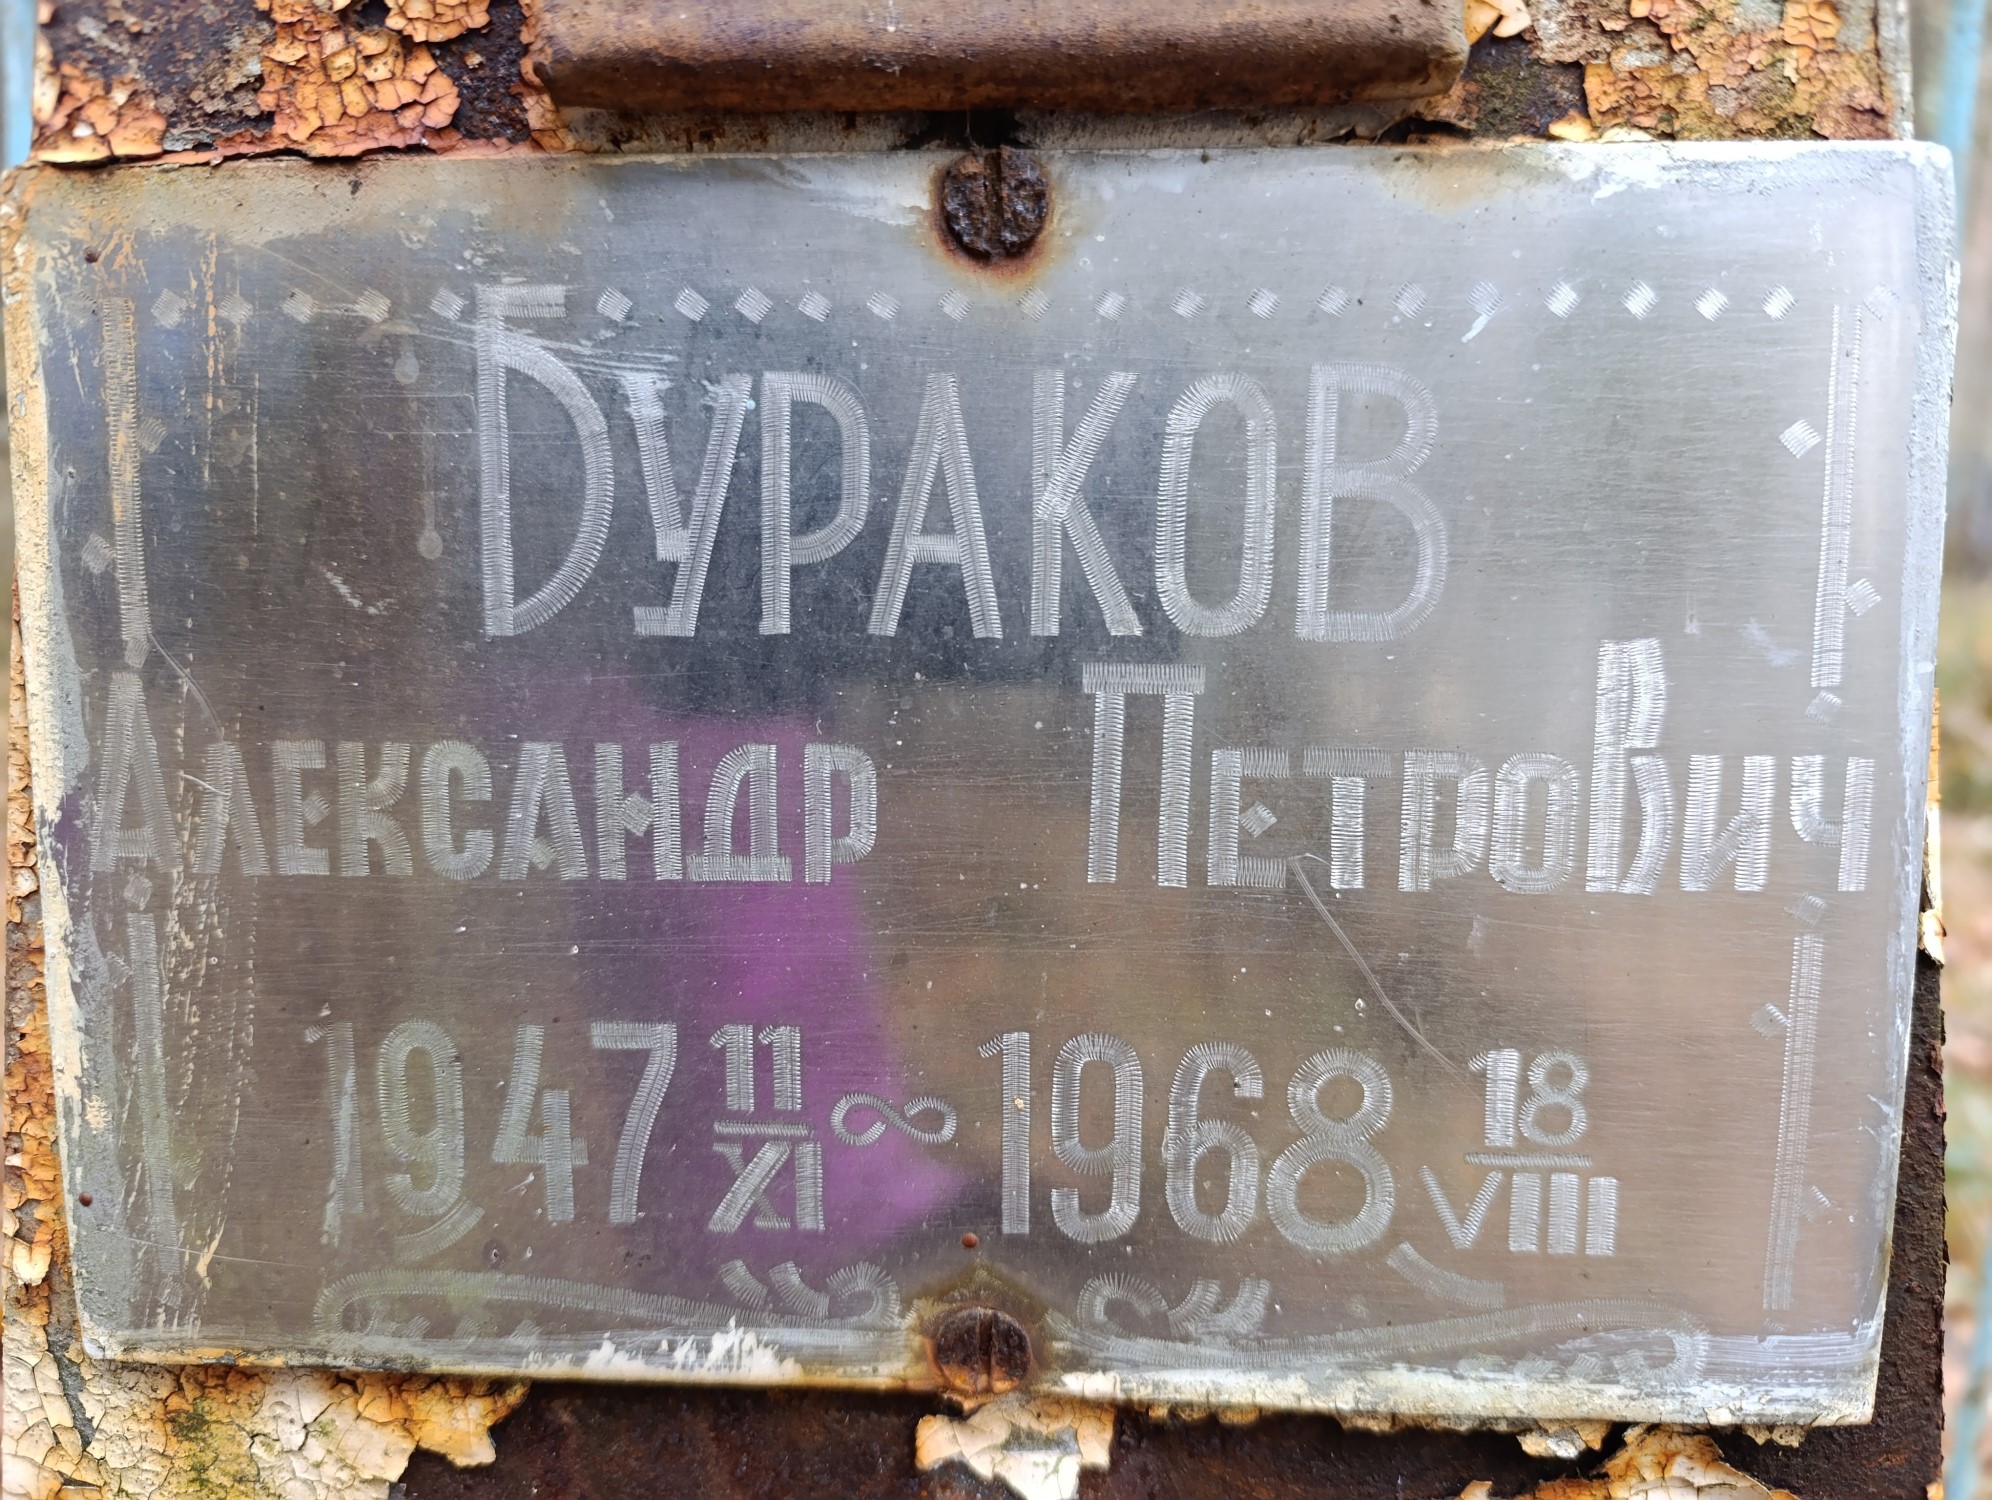 БУРАКОВ
АЛЕКСАНДР ПЕТРОВИЧ
1947 11/XI ∞ 1968 18/VIII